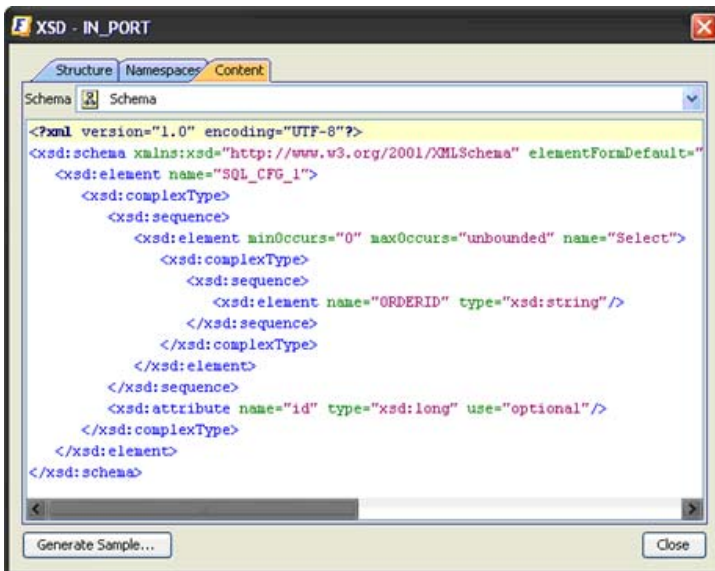 XSD - IN_PORT
Structure Namespaces Content
Schema Schema
<?xml version="1.0" encoding="UTF-8"?>
<xsd:schema xmlns:xsd="http://www.w3.org/2001/XMLSchema" elementFormDefault="
<xsd:element name="SQL_CFG_1">
<xsd:complexType>
<xsd:sequence>
<xsd:element minOccurs="0" maxOccurs="unbounded" name="Select">
<xsd:complexType>
<xsd:sequence>
<xsd:element name="ORDERID" type="xsd:string"/>
</xsd:sequence>
</xsd:complexType>
</xsd:element>
</xsd:sequence>
<xsd:attribute name="id" type="xsd:long" use="optional"/>
</xsd:complexType>
</xsd:element>
</xsd:schema>
Generate Sample... Close